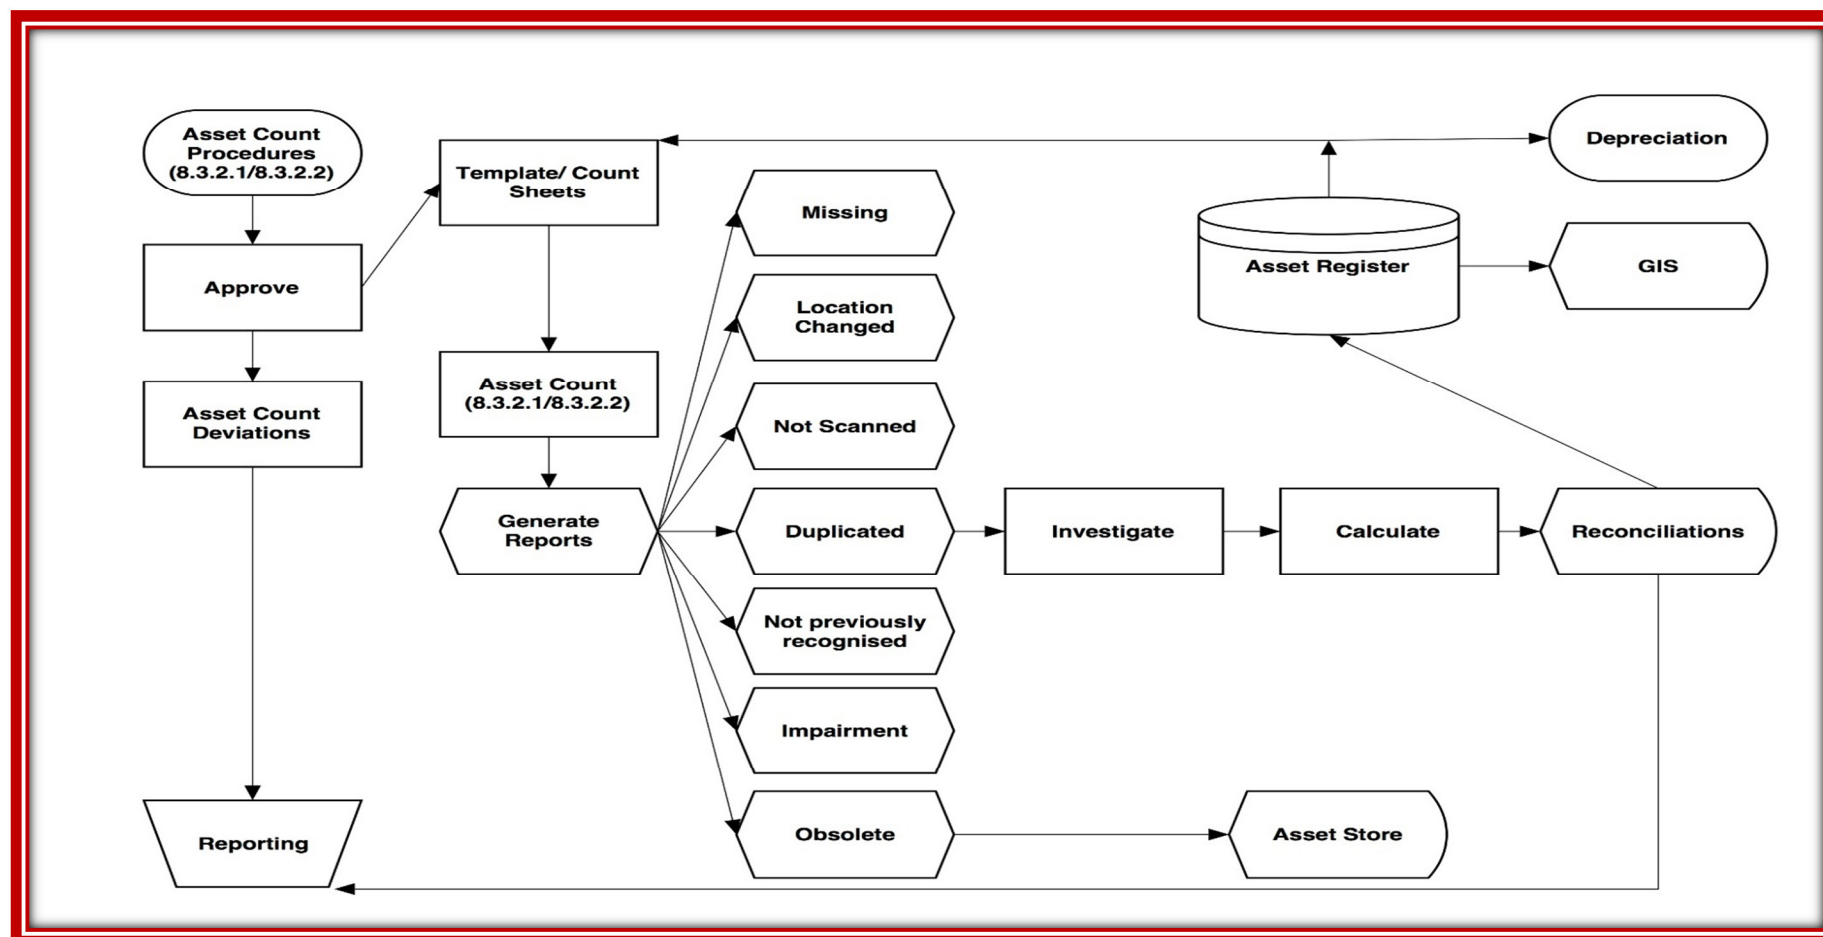 Asset Count
Procedures
(8.3.2.1/8.3.2.2)
Approve
Asset Count
Deviations
Reporting
Template/ Count
Sheets
Asset Count
(8.3.2.1/8.3.2.2)
Generate
Reports
Missing
Location
Changed
Not Scanned
Duplicated
Not previously
recognised
Impairment
Obsolete
Investigate
Calculate
Reconciliations
Asset Register
Depreciation
GIS
Asset Store